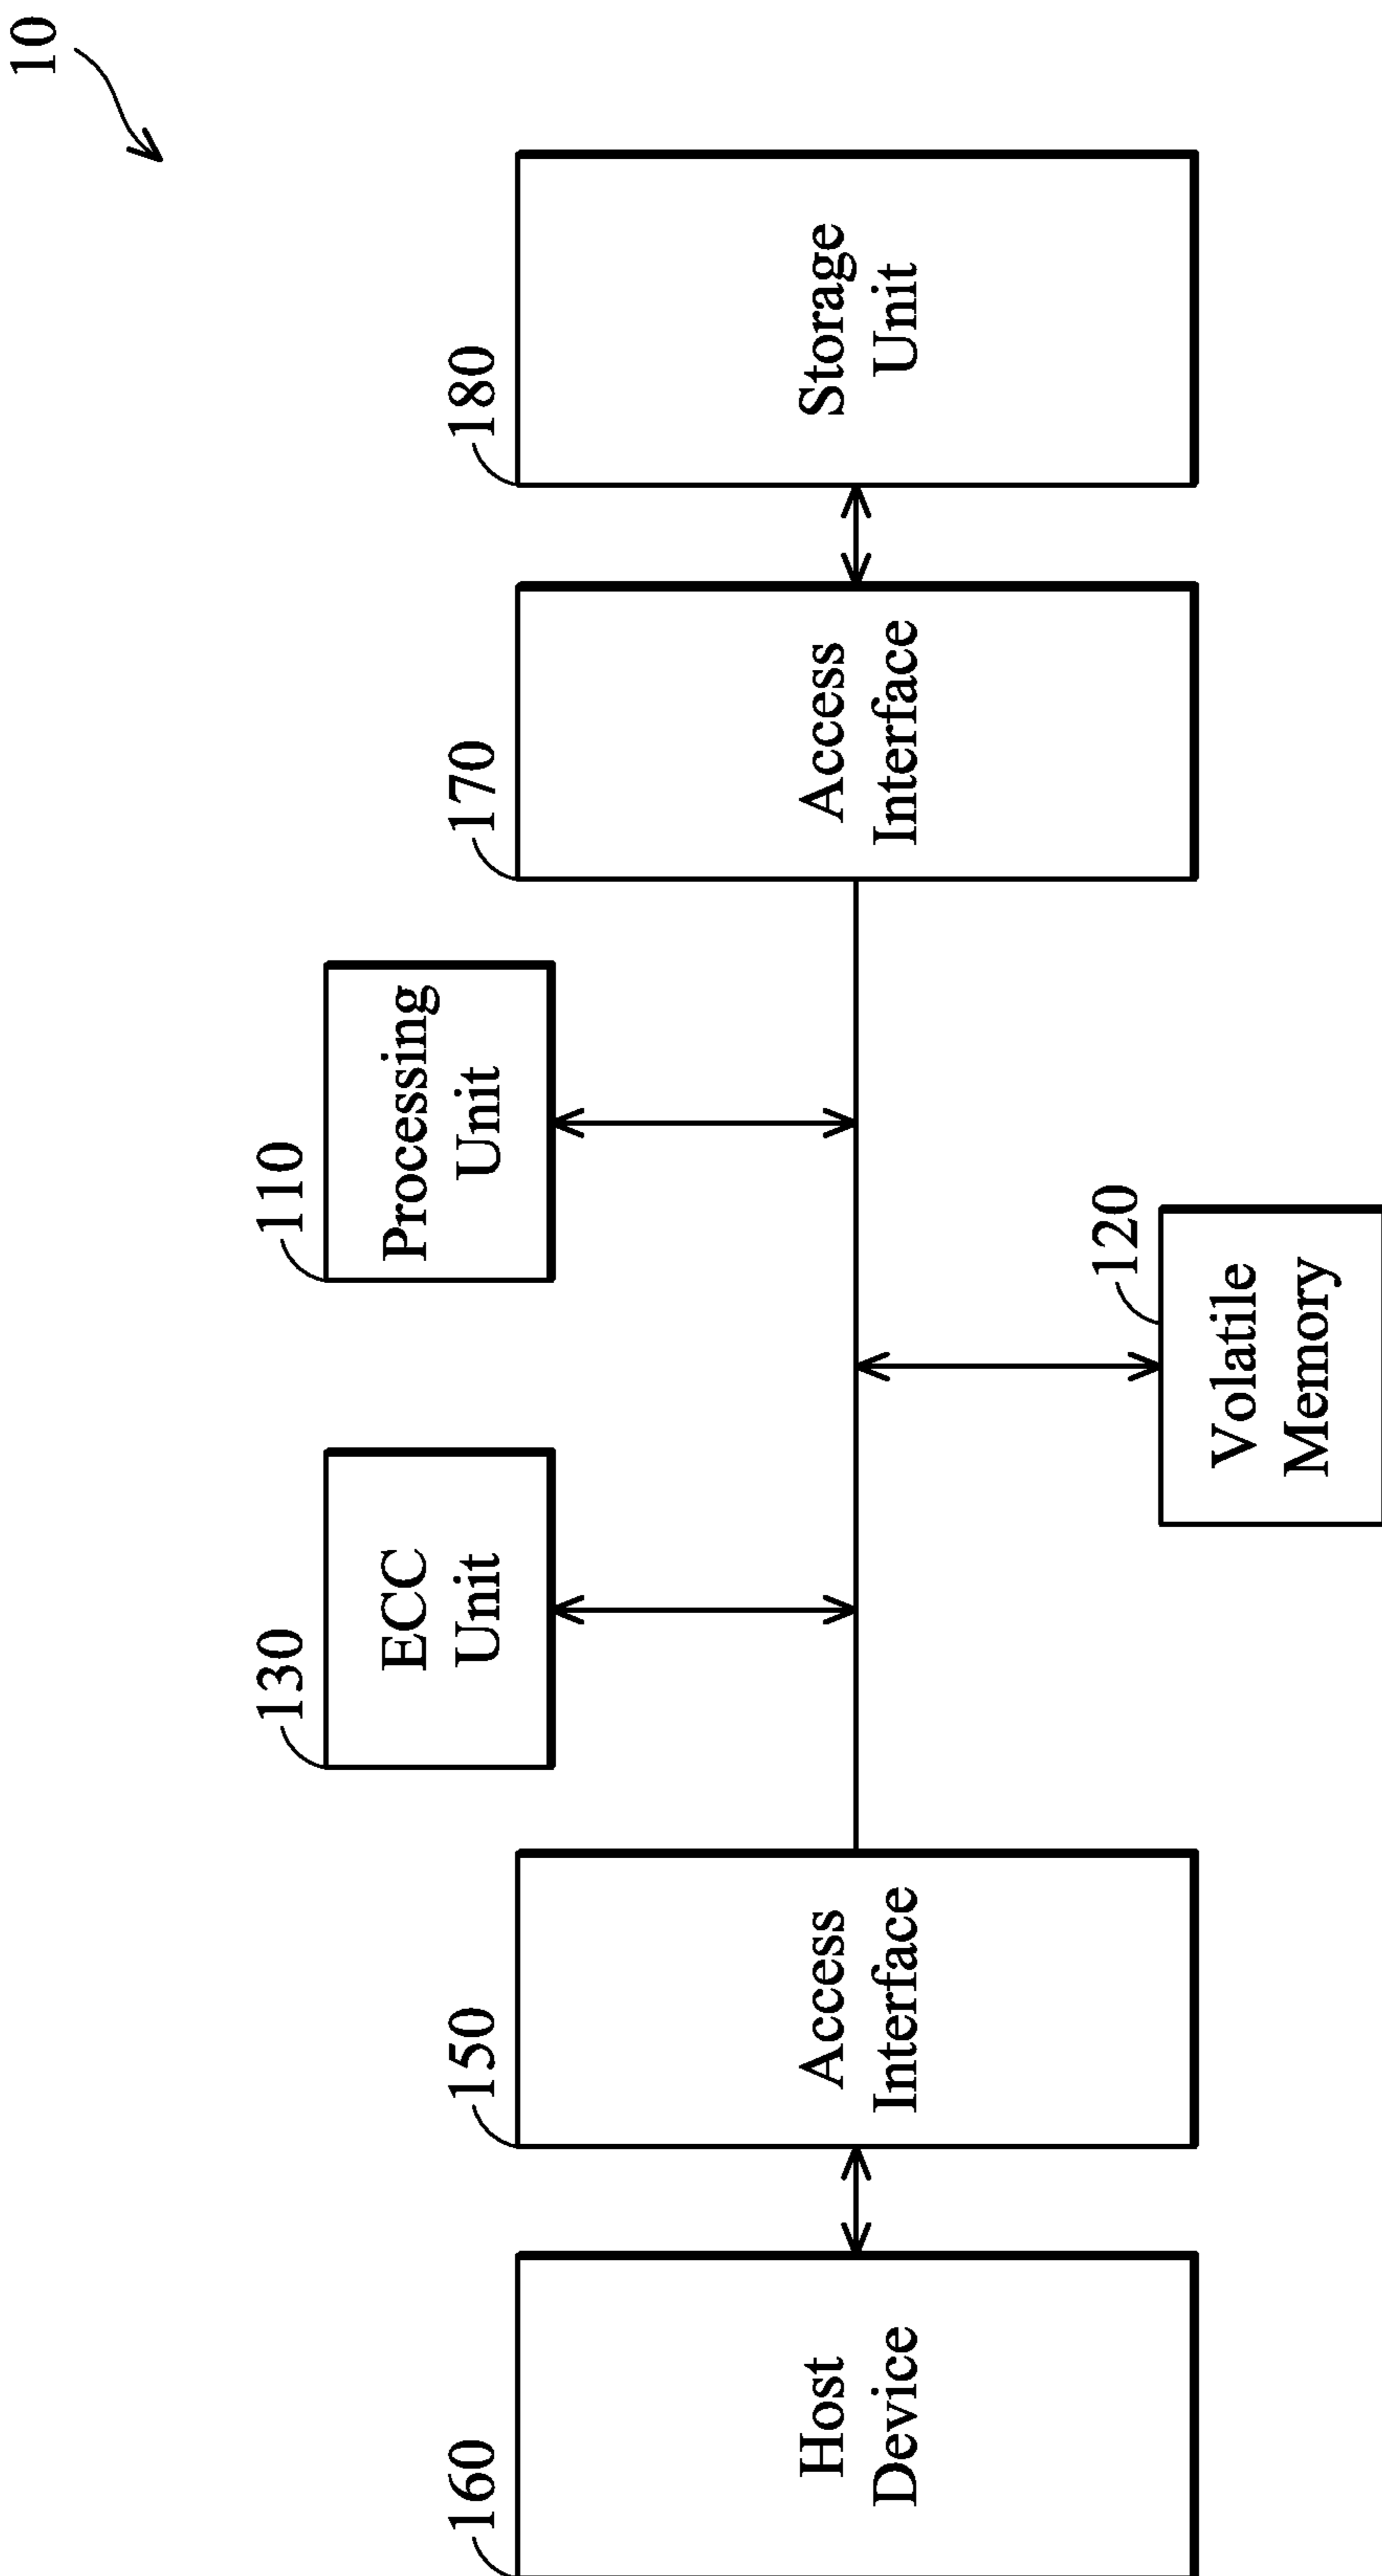 10
160
Host
Device
150
Access
Interface
130
ECC
Unit
110
Processing
Unit
120
Volatile
Memory
170
Access
Interface
180
Storage
Unit